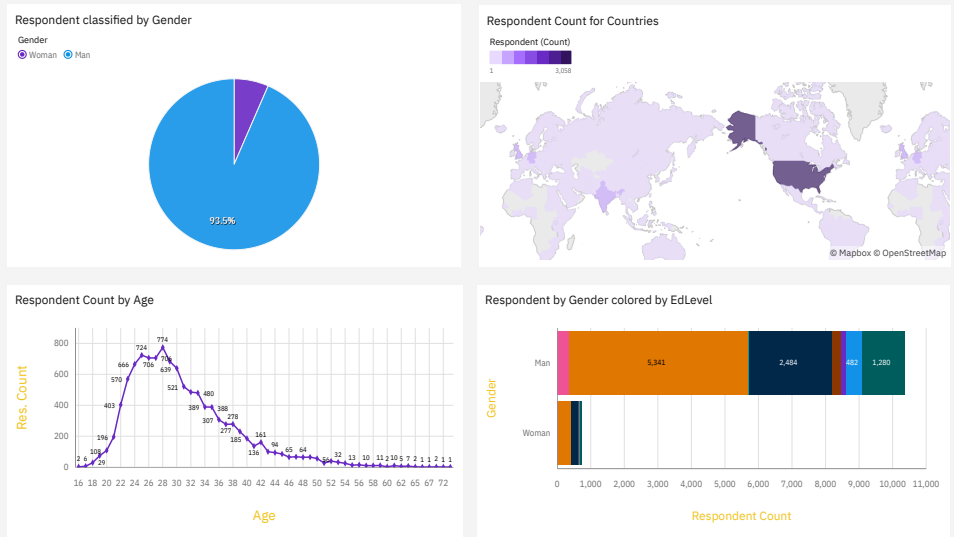 Respondent classified by Gender
Gender
Woman Man
93.5%
Respondent Count for Countries
Respondent (Count)
1 3,058
© Mapbox © OpenStreetMap
Respondent Count by Age
Res. Count
800
600
400
200
0
2 6 29 108 196 403 570 666 724 706 774 639 521 389 480 307 388 277 278 185 136 161 94 65 64 32 13 10 11 2 10 5 7 2 1 1 2 1 1
16 18 20 22 24 26 28 30 32 34 36 38 40 42 44 46 48 50 52 54 56 58 60 62 65 67 72
Age
Respondent by Gender colored by EdLevel
Gender
Man
5,341 2,484 482 1,280
Woman
0 1,000 2,000 3,000 4,000 5,000 6,000 7,000 8,000 9,000 10,000 11,000
Respondent Count